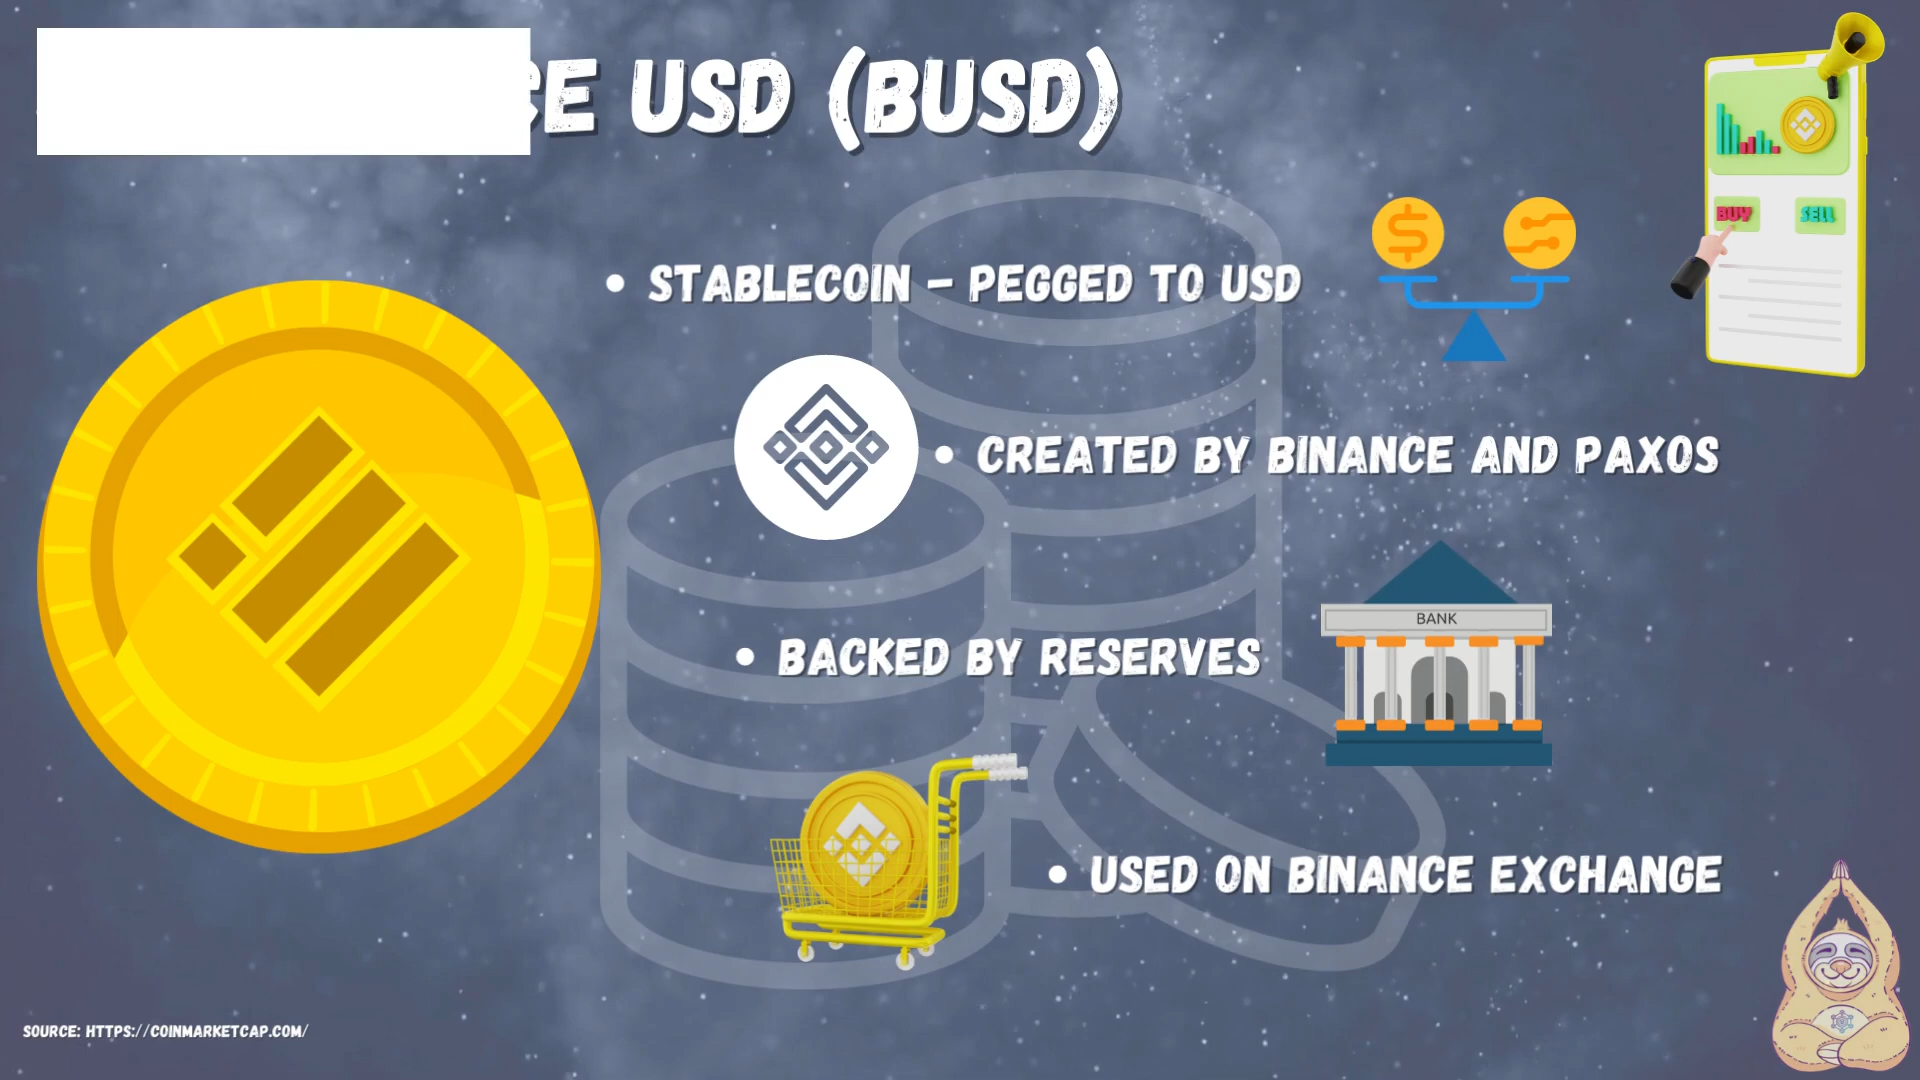 USD (BUSD)
• STABLECOIN – PEGGED TO USD
• CREATED BY BINANCE AND PAXOS
• BACKED BY RESERVES
• USED ON BINANCE EXCHANGE
BUY
SELL
BANK
SOURCE: HTTPS://COINMARKETCAP.COM/